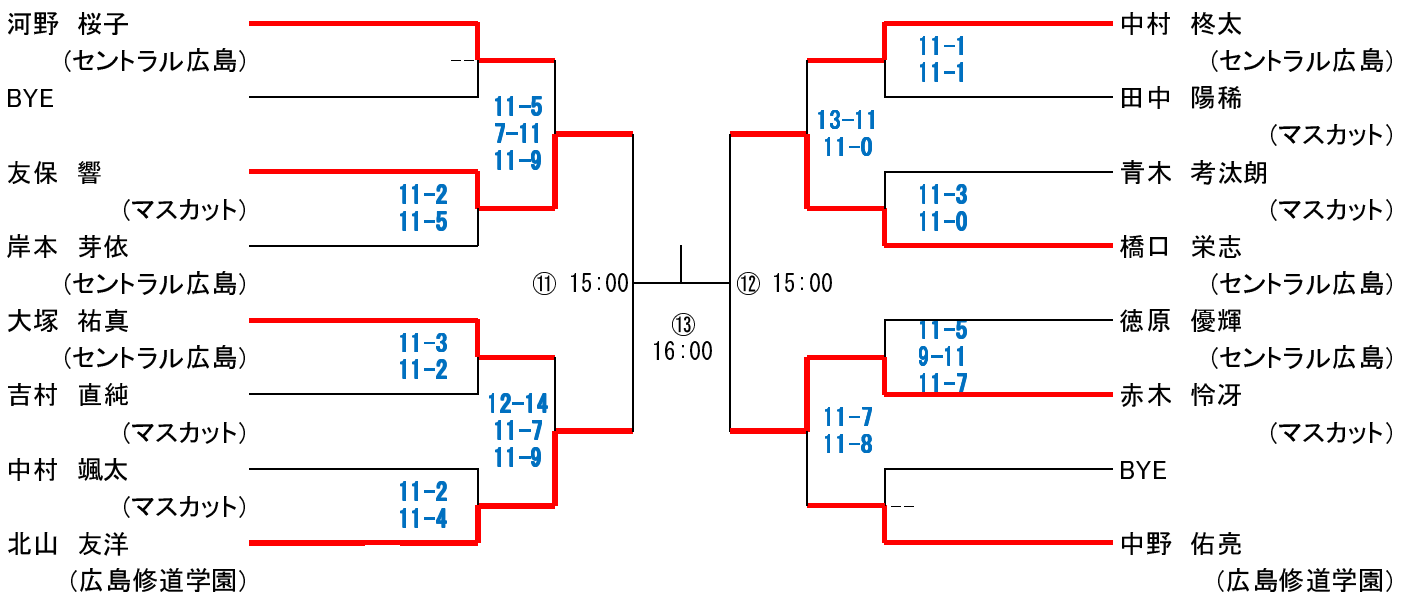 河野 桜子
(セントラル広島)
--
BYE
11-5
7-11
11-9
友保 響
(マスカット)
11-2
11-5
岸本 芽依
(セントラル広島)
大塚 祐真
(セントラル広島)
11-3
11-2
吉村 直純
(マスカット)
12-14
11-7
11-9
中村 颯太
(マスカット)
11-2
11-4
北山 友洋
(広島修道学園)
⑪ 15:00
⑬
16:00
⑫ 15:00
中村 柊太
(セントラル広島)
11-1
11-1
田中 陽稀
(マスカット)
13-11
11-0
青木 考汰朗
(マスカット)
11-3
11-0
橋口 栄志
(セントラル広島)
徳原 優輝
(セントラル広島)
11-5
9-11
11-7
赤木 怜冴
(マスカット)
11-7
11-8
BYE
--
中野 佑亮
(広島修道学園)